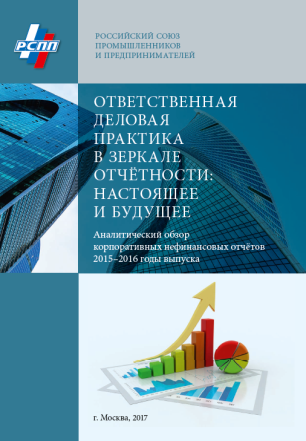 РСПП
РОССИЙСКИЙ СОЮЗ
ПРОМЫШЛЕННИКОВ
И ПРЕДПРИНИМАТЕЛЕЙ
ОТВЕТСТВЕННАЯ
ДЕЛОВАЯ
ПРАКТИКА
В ЗЕРКАЛЕ
ОТЧЁТНОСТИ:
НАСТОЯЩЕЕ
И БУДУЩЕЕ
Аналитический обзор
корпоративных нефинансовых отчётов
2015–2016 годы выпуска
г. Москва, 2017